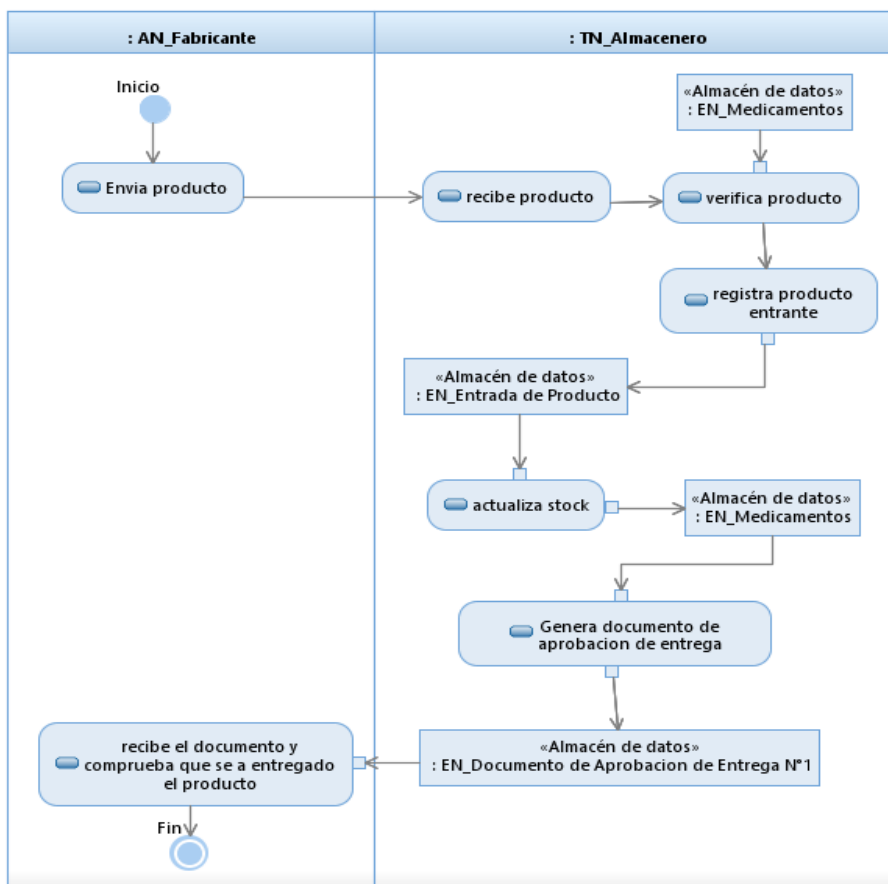 : AN_Fabricante
: TN_Almacenero
Inicio
«Almacén de datos»
: EN_Medicamentos
Envia producto
recibe producto
verifica producto
registra producto
entrante
«Almacén de datos»
: EN_Entrada de Producto
actualiza stock
«Almacén de datos»
: EN_Medicamentos
Genera documento de
aprobacion de entrega
recibe el documento y
comprueba que se a entregado
el producto
«Almacén de datos»
: EN_Documento de Aprobacion de Entrega N°1
Fin